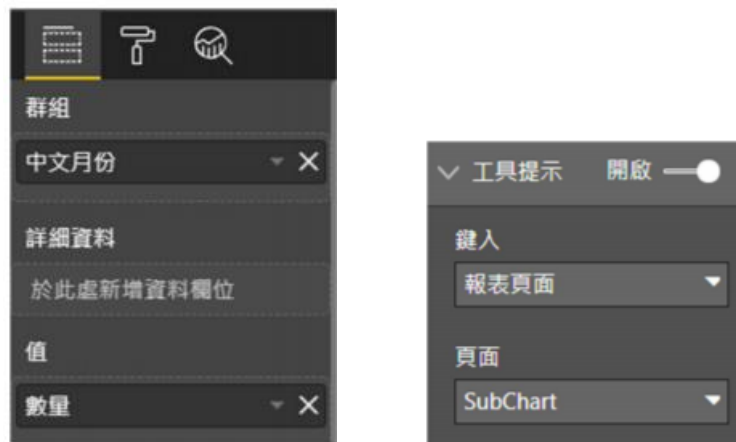 群組
中文月份
詳細資料
於此處新增資料欄位
值
數量
工具提示 開啟
鍵入
報表頁面
頁面
SubChart